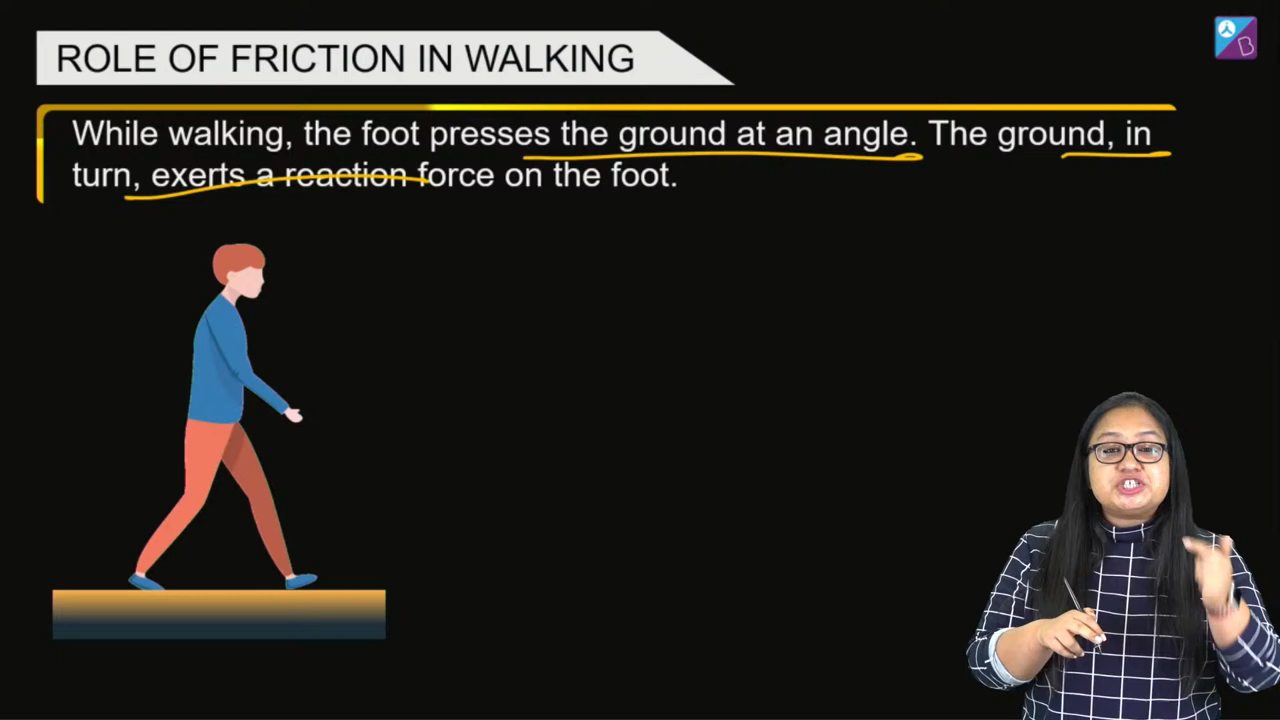 ROLE OF FRICTION IN WALKING
While walking, the foot presses the ground at an angle. The ground, in
turn, exerts a reaction force on the foot.
B